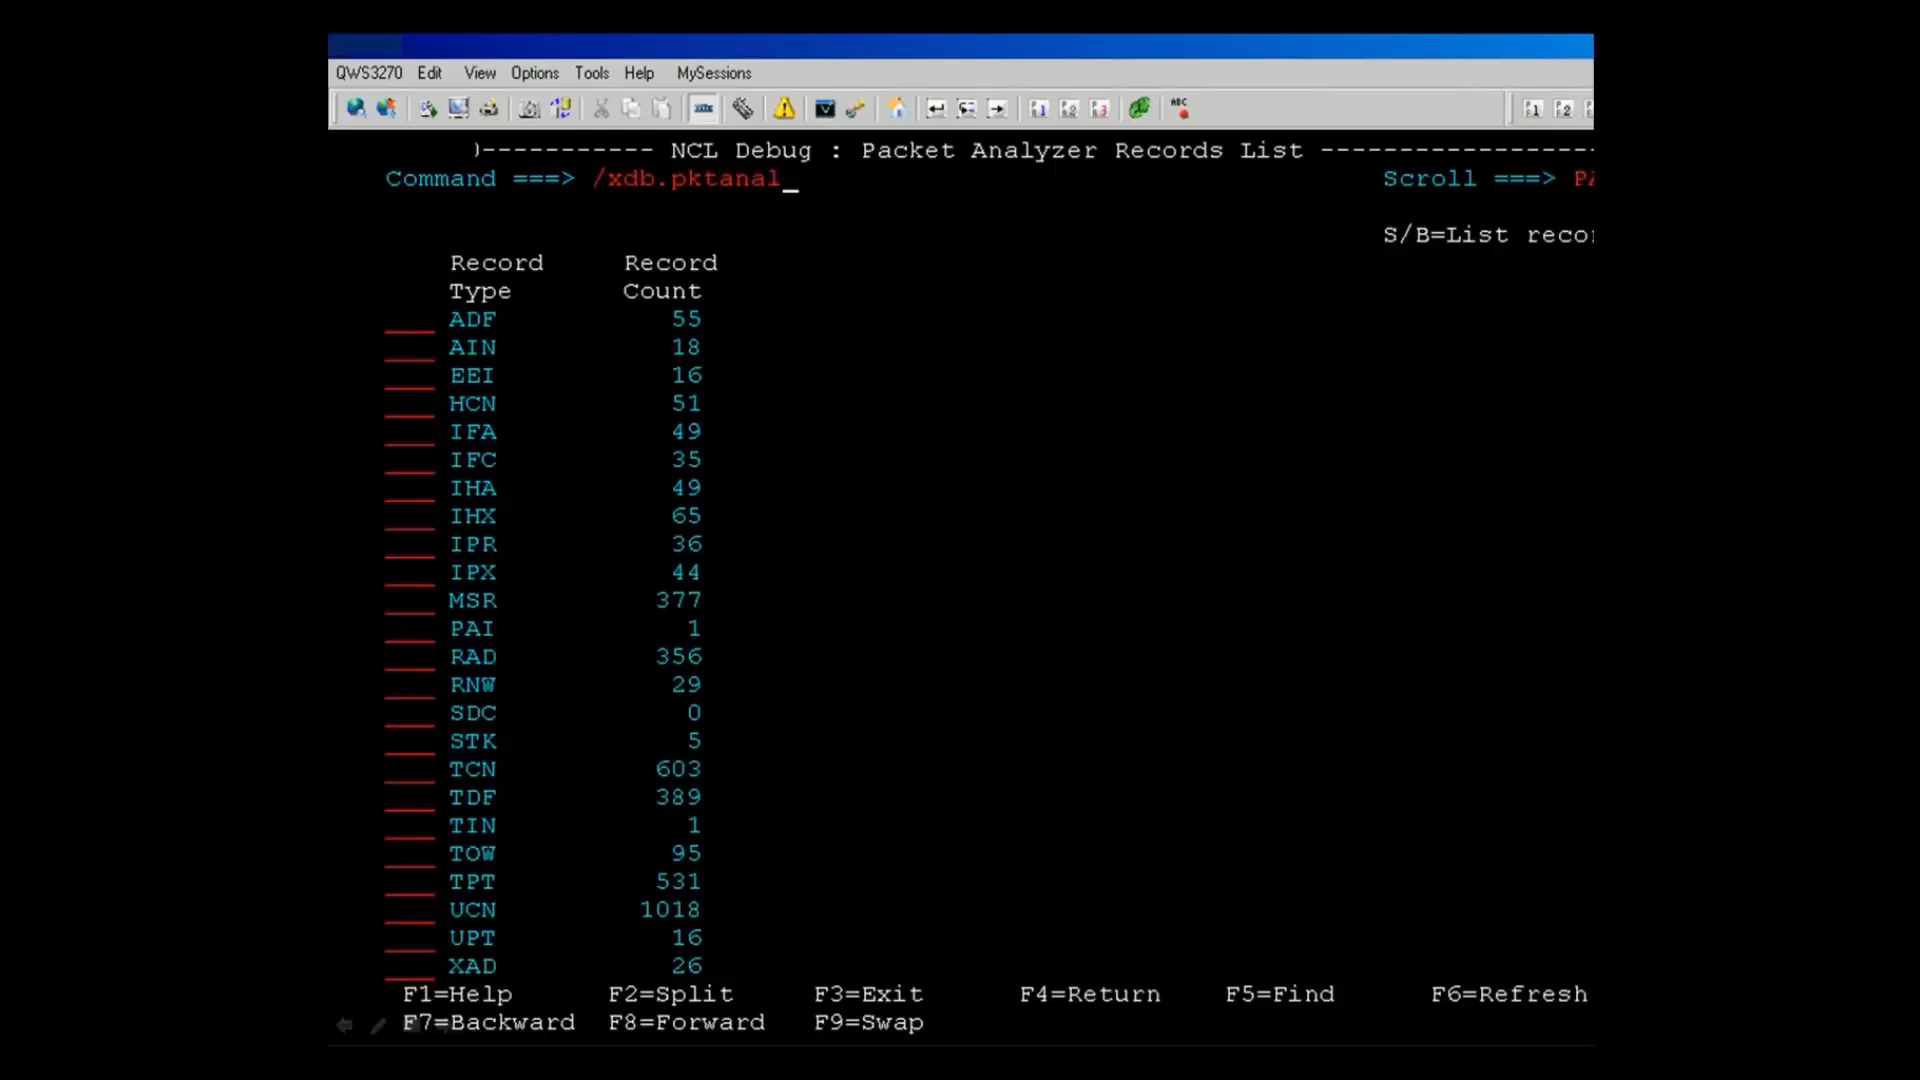 QWS3270 Edit View Options Tools Help MySessions
)----------- NCL Debug : Packet Analyzer Records List ------------------
Command ===> /xdb.pktanal_ Scroll ===> PA
S/B=List recor
Record Record
Type Count
ADF 55
AIN 18
EEI 16
HCN 51
IFA 49
IFC 35
IHA 49
IHX 65
IPR 36
IPX 44
MSR 377
PAI 1
RAD 356
RNW 29
SDC 0
STK 5
TCN 603
TDF 389
TIN 1
TOW 95
TPT 531
UCN 1018
UPT 16
XAD 26
F1=Help F2=Split F3=Exit F4=Return F5=Find F6=Refresh
F7=Backward F8=Forward F9=Swap